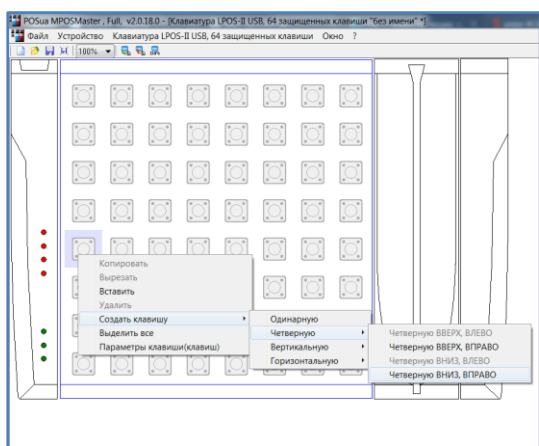 POSua MPOSMaster , Full, v2.0.18.0 - [Клавиатура LPOS-II USB, 64 защищенных клавиши "без имени" *]
Файл Устройство Клавиатура LPOS-II USB, 64 защищенных клавиши Окно ?
100%
Копировать
Вырезать
Вставить
Удалить
Создать клавишу
Выделить все
Параметры клавиши(клавиш)
Одинарную
Четверную
Вертикальную
Горизонтальную
Четверную ВВЕРХ, ВЛЕВО
Четверную ВВЕРХ, ВПРАВО
Четверную ВНИЗ, ВЛЕВО
Четверную ВНИЗ, ВПРАВО